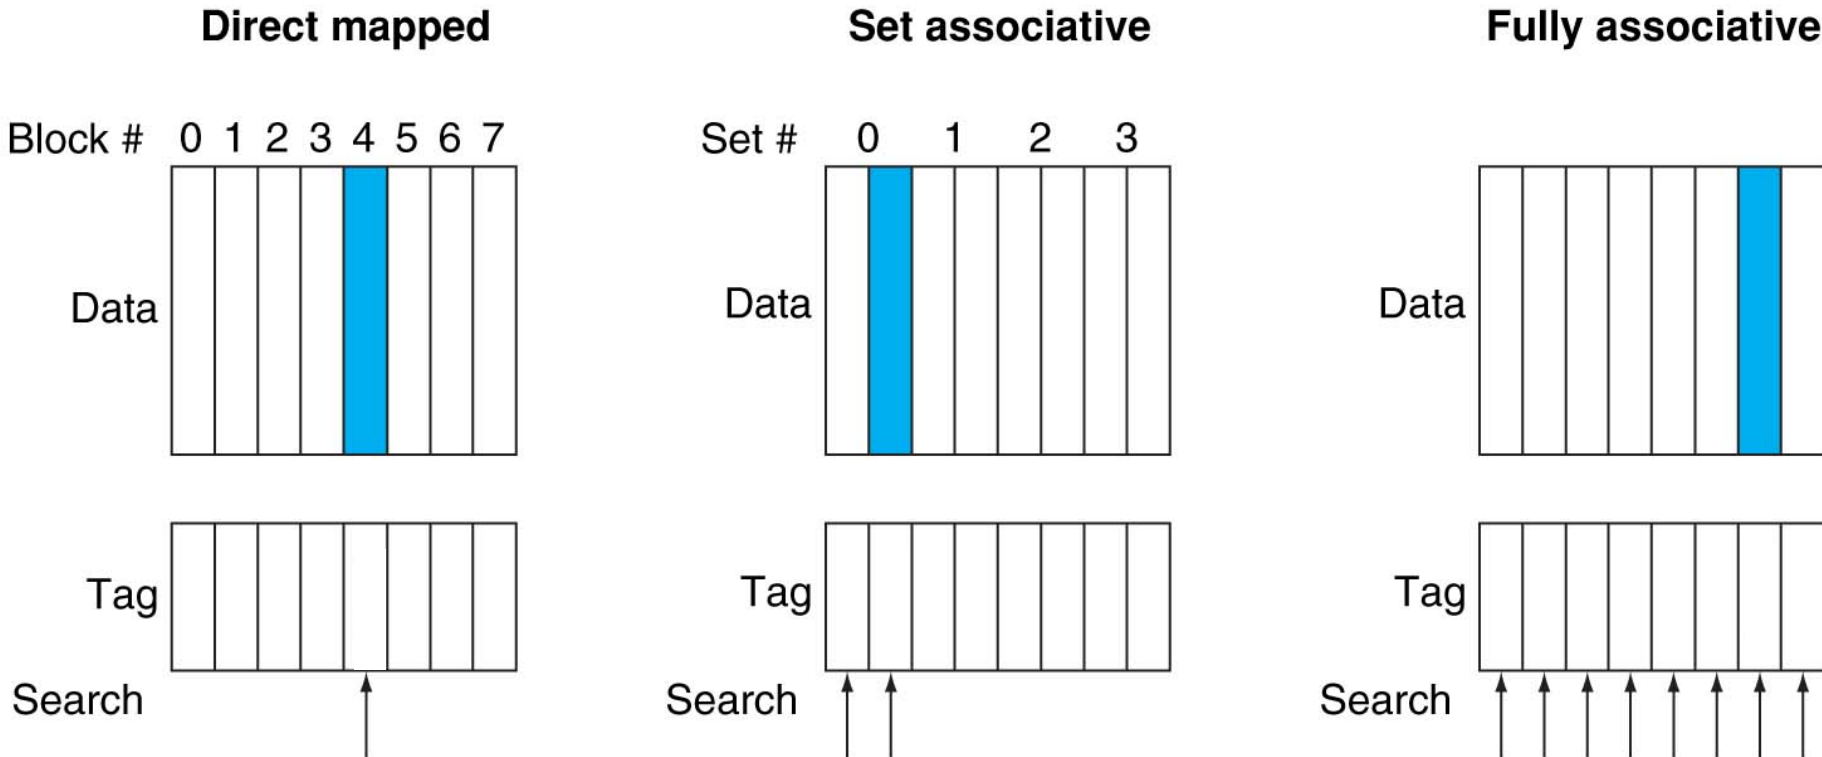 Direct mapped
Set associative
Fully associative
Block # 0 1 2 3 4 5 6 7
Set # 0 1 2 3
Data
Data
Data
Tag
Tag
Tag
Search
Search
Search